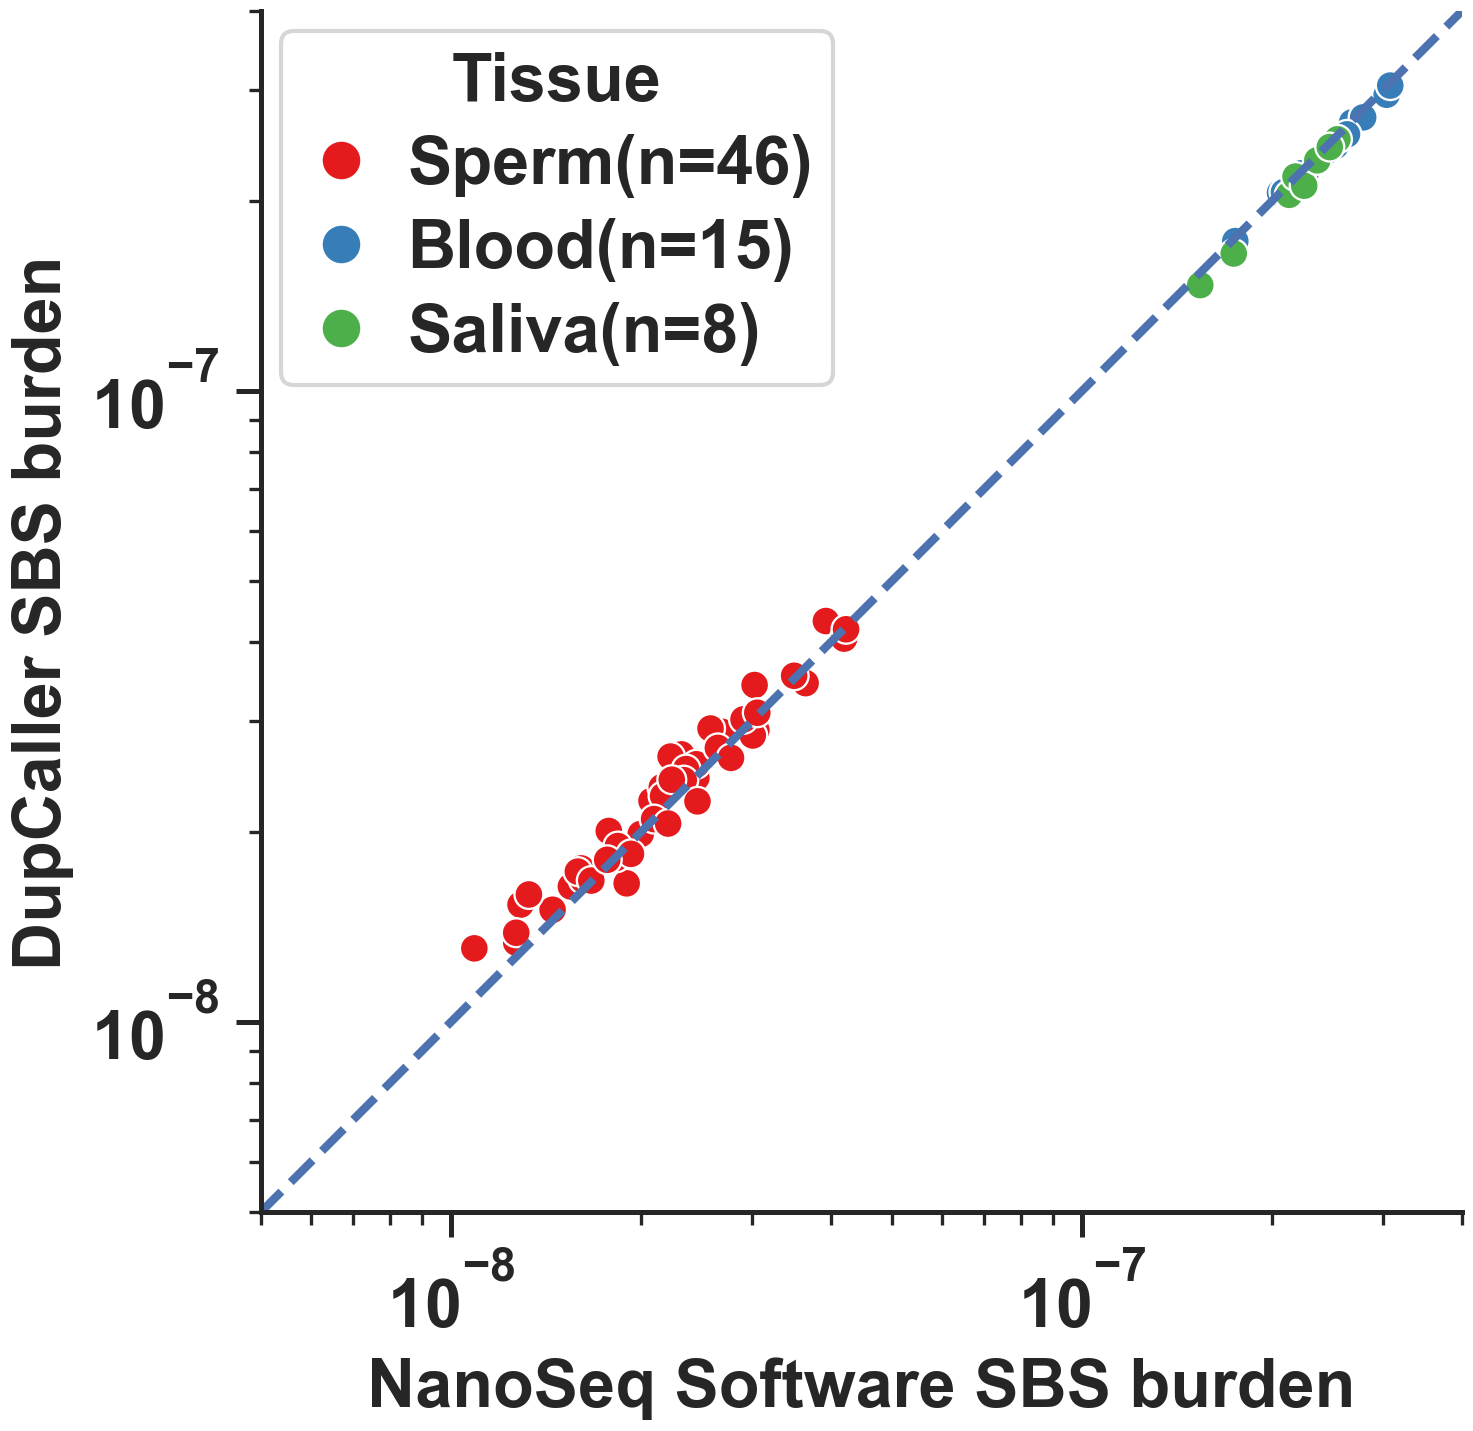 Tissue
Sperm(n=46)
Blood(n=15)
Saliva(n=8)
DupCaller SBS burden
10⁻⁷
10⁻⁸
10⁻⁸
10⁻⁷
NanoSeq Software SBS burden